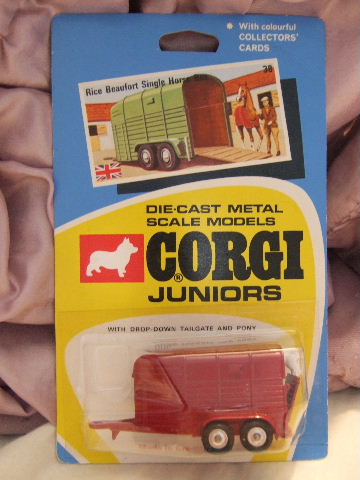 With colourful
COLLECTORS'
CARDS
Rice Beaufort Single Horse
38
DIE-CAST METAL
SCALE MODELS
CORGI
®
JUNIORS
WITH DROP-DOWN TAILGATE AND PONY